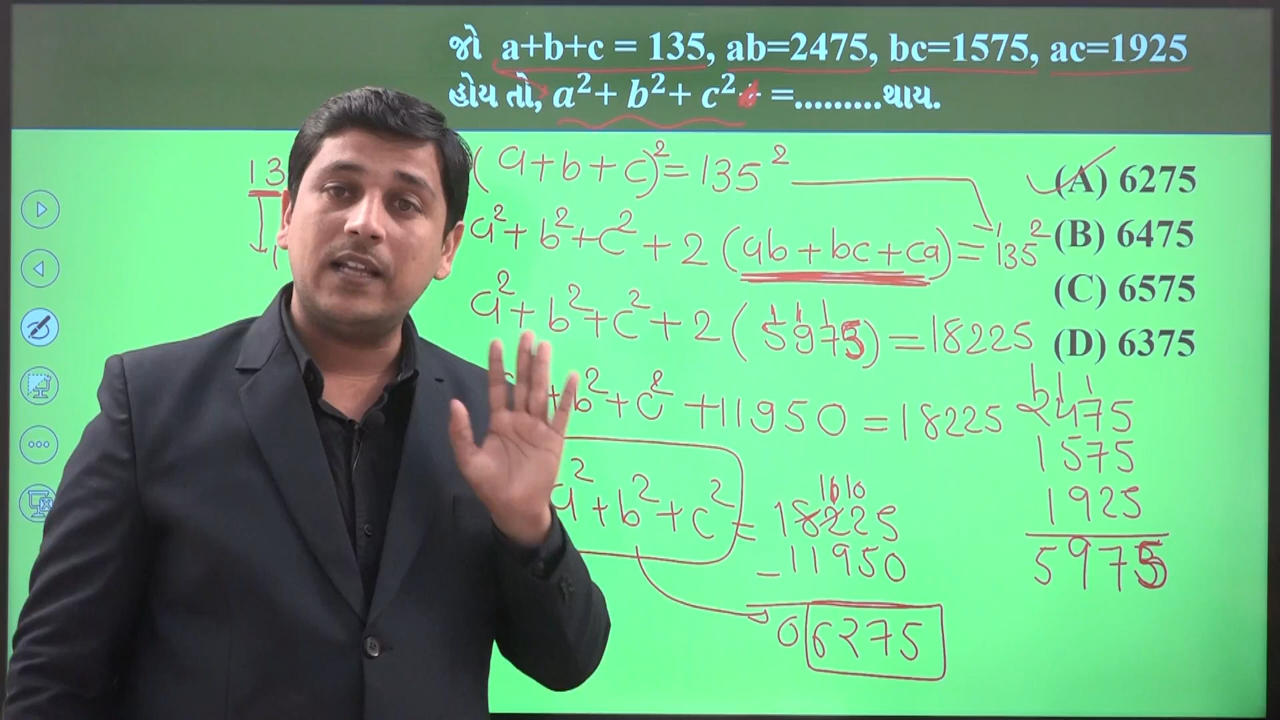 જો a+b+c = 135, ab=2475, bc=1575, ac=1925
હોય તો, a²+ b²+ c² =.........થાય.
13
(a+b+c)²=135²
a²+b²+c²+2(ab+bc+ca)=135²
a²+b²+c²+2(5975)=18225
+b²+c²+11950=18225
a²+b²+c²=18225
-11950
06275
(A) 6275
(B) 6475
(C) 6575
(D) 6375
2475
1575
1925
5975